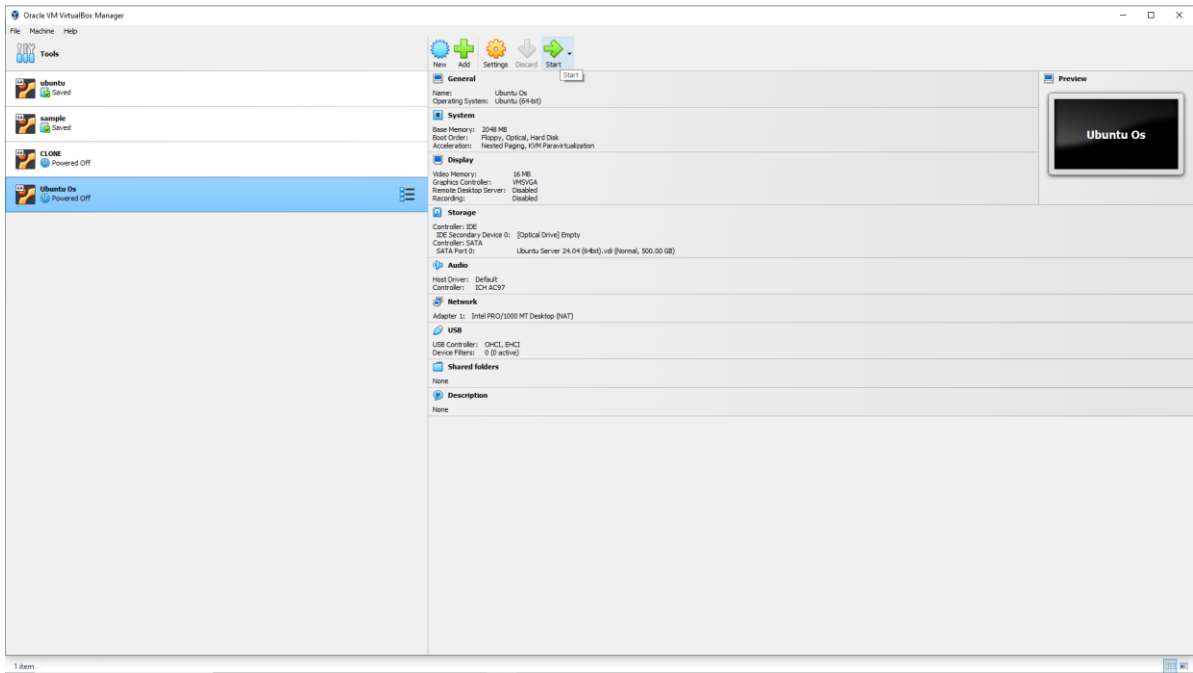 Oracle VM VirtualBox Manager
File Machine Help
Tools
ubuntu
Saved
sample
Saved
CLONE
Powered Off
Ubuntu Os
Powered Off
New Add Settings Discard Start
Start
General
Name: Ubuntu Os
Operating System: Ubuntu (64-bit)
System
Base Memory: 2048 MB
Boot Order: Floppy, Optical, Hard Disk
Acceleration: Nested Paging, KVM Paravirtualization
Display
Video Memory: 16 MB
Graphics Controller: VMSVGA
Remote Desktop Server: Disabled
Recording: Disabled
Storage
Controller: IDE
IDE Secondary Device 0: [Optical Drive] Empty
Controller: SATA
SATA Port 0: Ubuntu Server 24.04 (64bit).vdi (Normal, 500.00 GB)
Audio
Host Driver: Default
Controller: ICH AC97
Network
Adapter 1: Intel PRO/1000 MT Desktop (NAT)
USB
USB Controller: OHCI, EHCI
Device Filters: 0 (0 active)
Shared folders
None
Description
None
Preview
Ubuntu Os
1 item